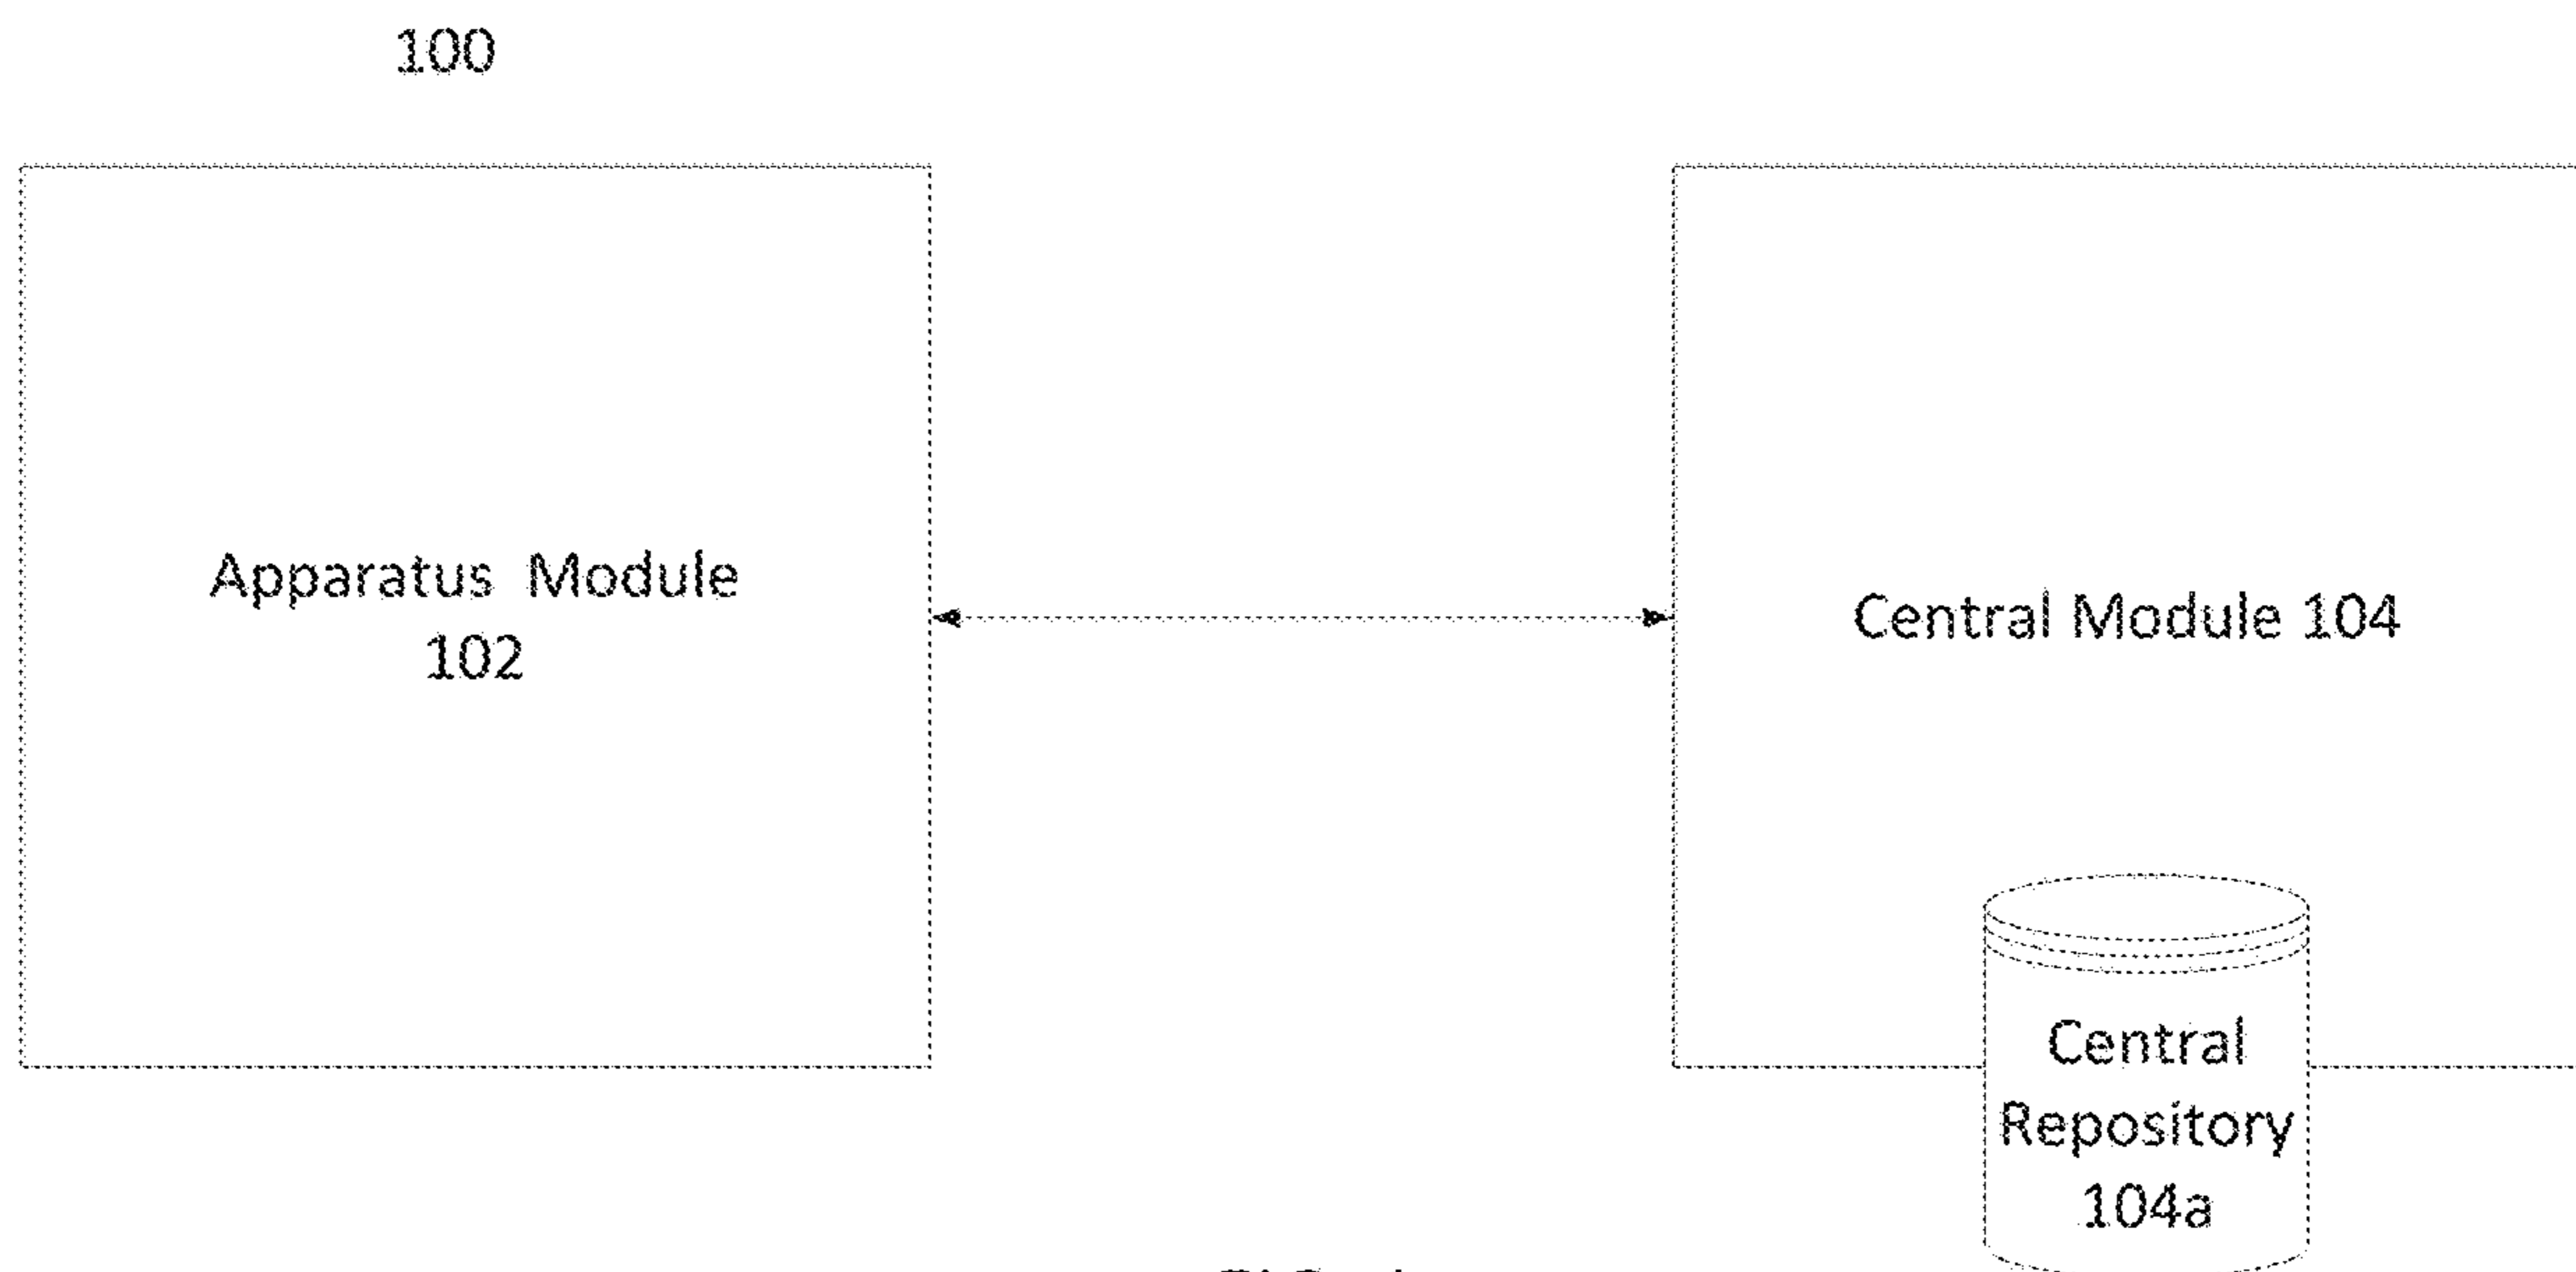 100
Apparatus Module
102
Central Module 104
Central
Repository
104a